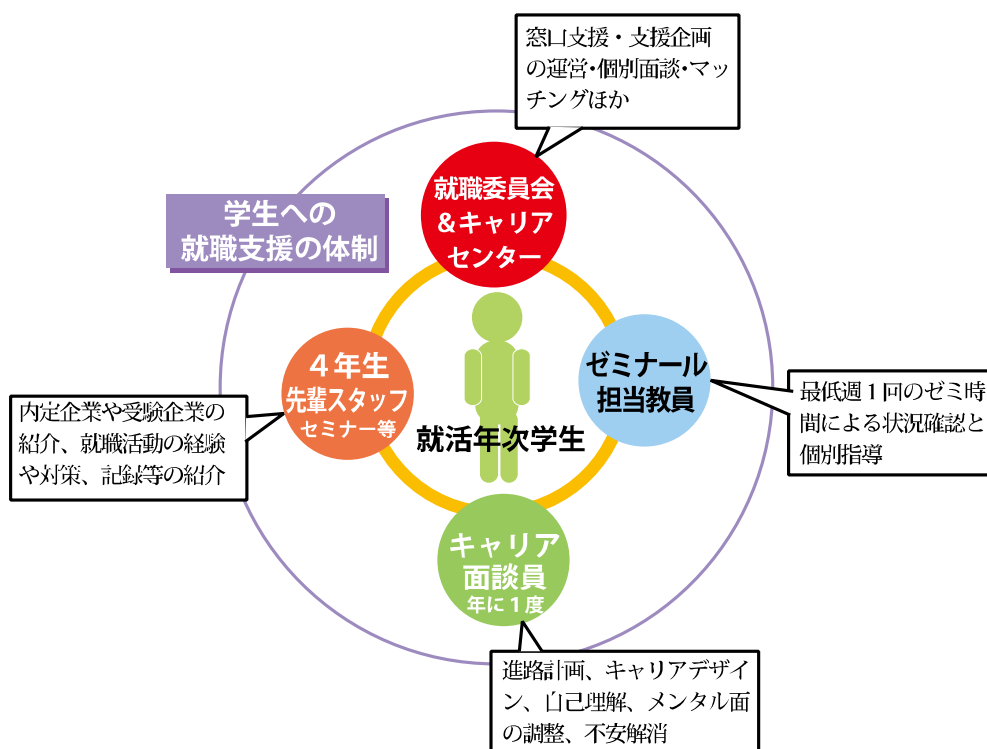 窓口支援・支援企画
の運営・個別面談・マッ
チングほか
就職委員会
&キャリア
センター
学生への
就職支援の体制
4年生
先輩スタッフ
セミナー等
ゼミナール
担当教員
就活年次学生
内定企業や受験企業の
紹介、就職活動の経験
や対策、記録等の紹介
最低週1回のゼミ時
間による状況確認と
個別指導
キャリア
面談員
年に1度
進路計画、キャリアデザイ
ン、自己理解、メンタル面
の調整、不安解消